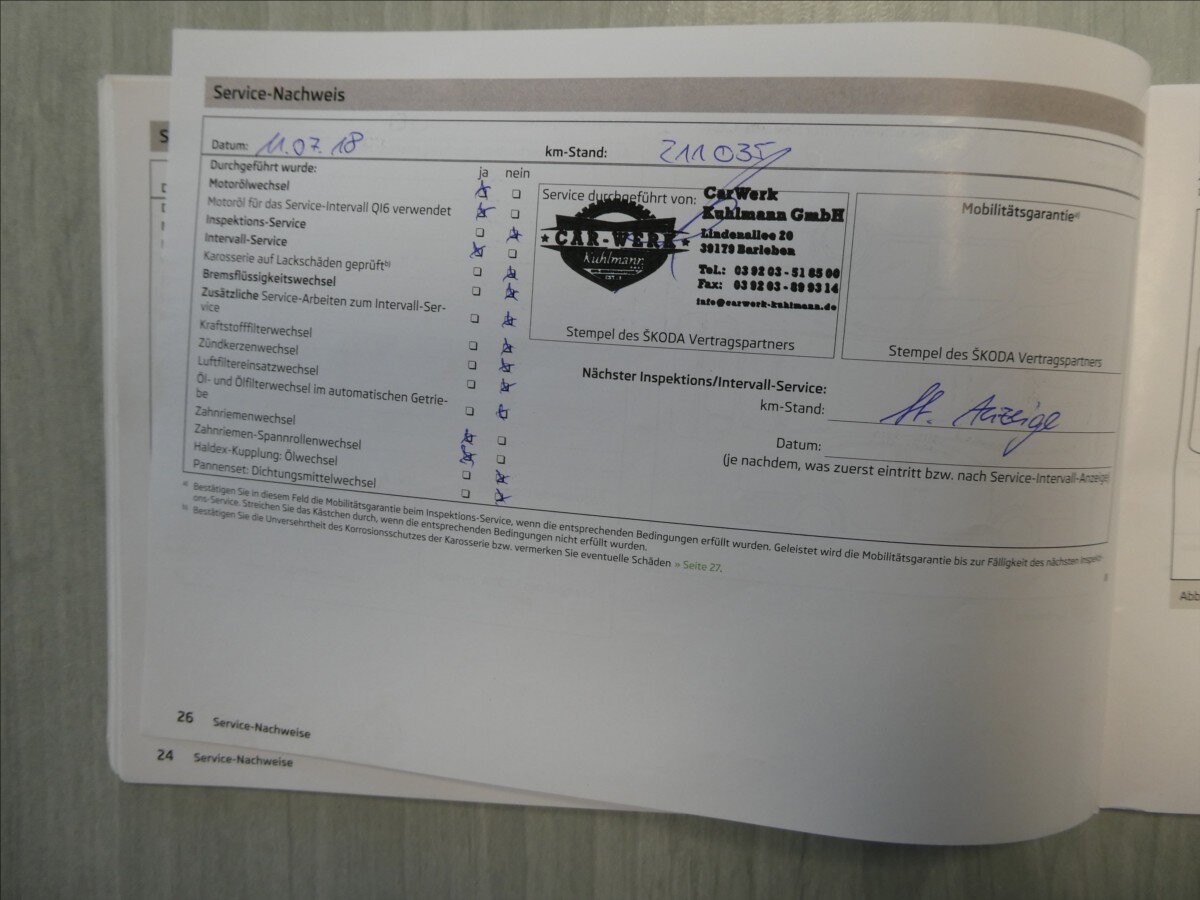 Service-Nachweis
Datum: 11.07.18
km-Stand: 211035
Durchgeführt wurde:
ja nein
Motorölwechsel
Motoröl für das Service-Intervall QI6 verwendet
Inspektions-Service
Intervall-Service
Karosserie auf Lackschäden geprüft b)
Bremsflüssigkeitswechsel
Zusätzliche Service-Arbeiten zum Intervall-Ser-
vice
Kraftstofffilterwechsel
Zündkerzenwechsel
Luftfiltereinsatzwechsel
Öl- und Ölfilterwechsel im automatischen Getrie-
be
Zahnriemenwechsel
Zahnriemen-Spannrollenwechsel
Haldex-Kupplung: Ölwechsel
Pannenset: Dichtungsmittelwechsel
Service durchgeführt von:
CAR-WERK
Kuhlmann
CarWerk
Kuhlmann GmbH
Lindenallee 20
39179 Barleben
Tel.: 03 92 03 - 51 85 00
Fax: 03 92 03 - 89 93 14
info@carwerk-kuhlmann.de
Stempel des ŠKODA Vertragspartners
Mobilitätsgarantie a)
Stempel des ŠKODA Vertragspartners
Nächster Inspektions/Intervall-Service:
km-Stand: lt. Anzeige
Datum:
(je nachdem, was zuerst eintritt bzw. nach Service-Intervall-Anzeige)
a) Bestätigen Sie in diesem Feld die Mobilitätsgarantie beim Inspektions-Service, wenn die entsprechenden Bedingungen erfüllt wurden. Geleistet wird die Mobilitätsgarantie bis zur Fälligkeit des nächsten Inspekti-
ons-Service. Streichen Sie das Kästchen durch, wenn die entsprechenden Bedingungen nicht erfüllt wurden.
b) Bestätigen Sie die Unversehrtheit des Korrosionsschutzes der Karosserie bzw. vermerken Sie eventuelle Schäden » Seite 27.
26 Service-Nachweise
24 Service-Nachweise
Abb